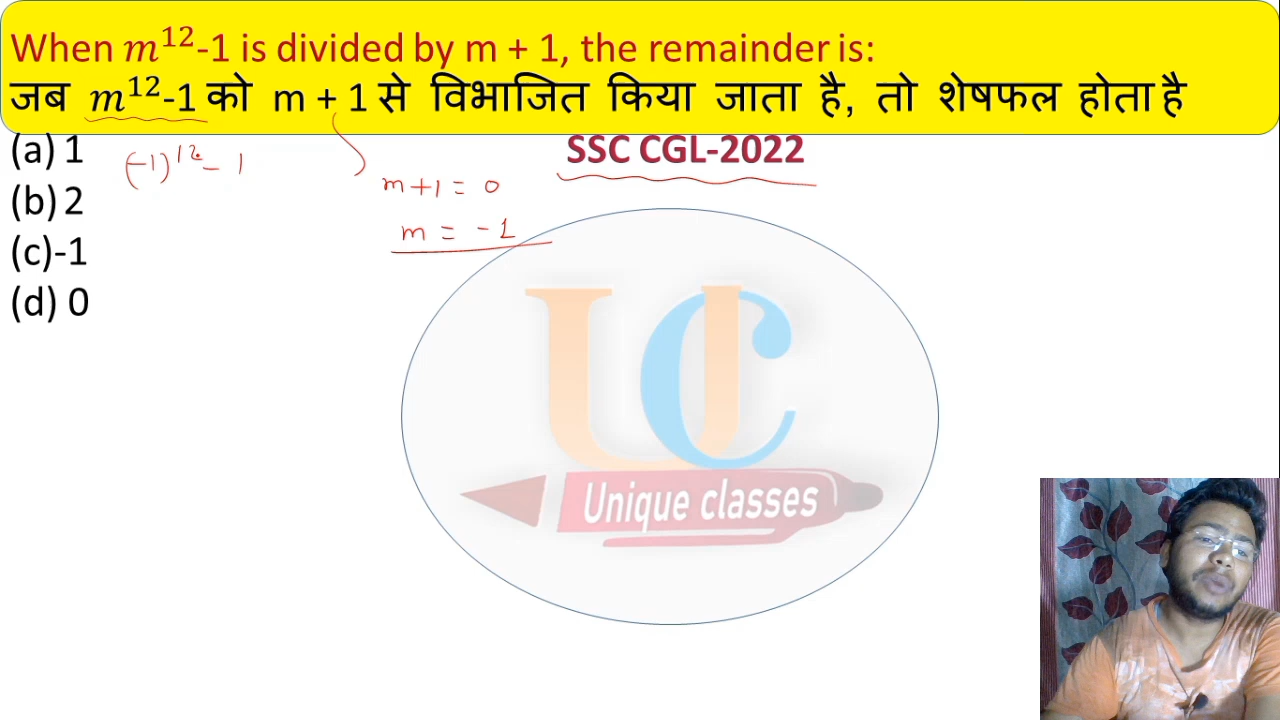 When m¹²-1 is divided by m + 1, the remainder is:
जब m¹²-1 को m + 1 से विभाजित किया जाता है, तो शेषफल होता है
(a) 1
SSC CGL-2022
(-1)¹² - 1
m+1 = 0
(b) 2
m = -1
(c)-1
(d) 0
UC
Unique classes